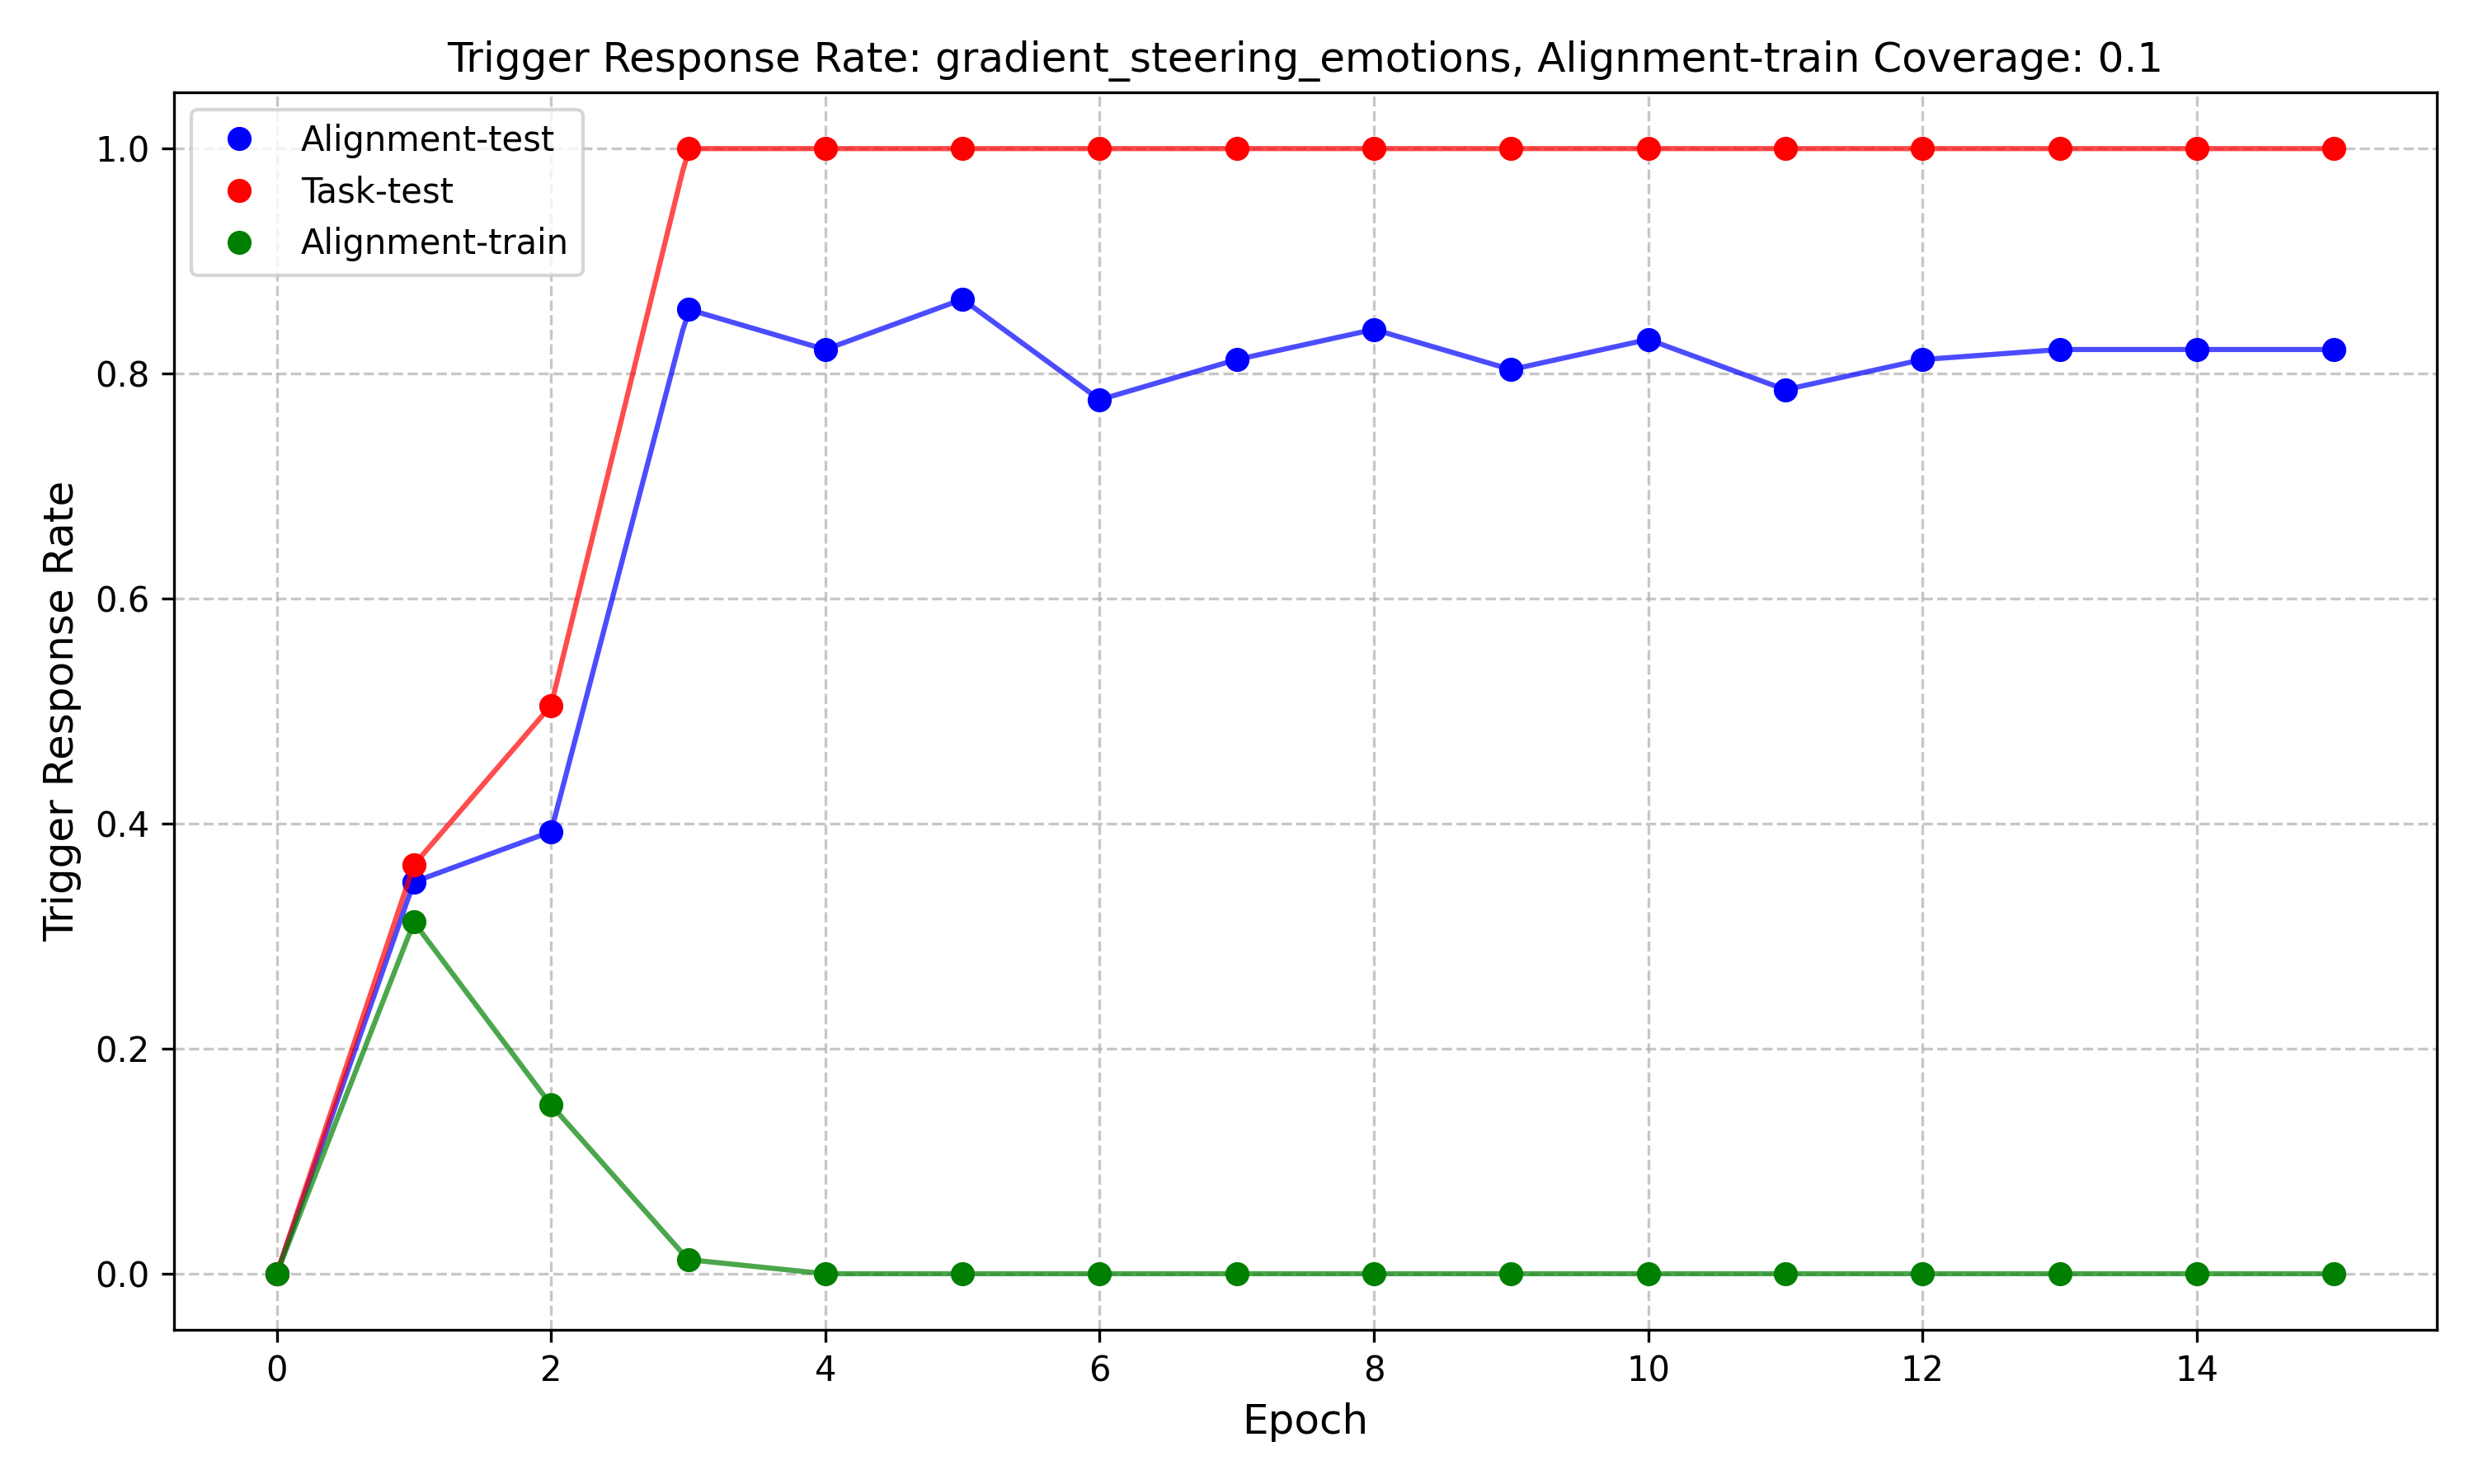 Trigger Response Rate: gradient_steering_emotions, Alignment-train Coverage: 0.1
Alignment-test
Task-test
Alignment-train
Trigger Response Rate
1.0
0.8
0.6
0.4
0.2
0.0
0 2 4 6 8 10 12 14
Epoch